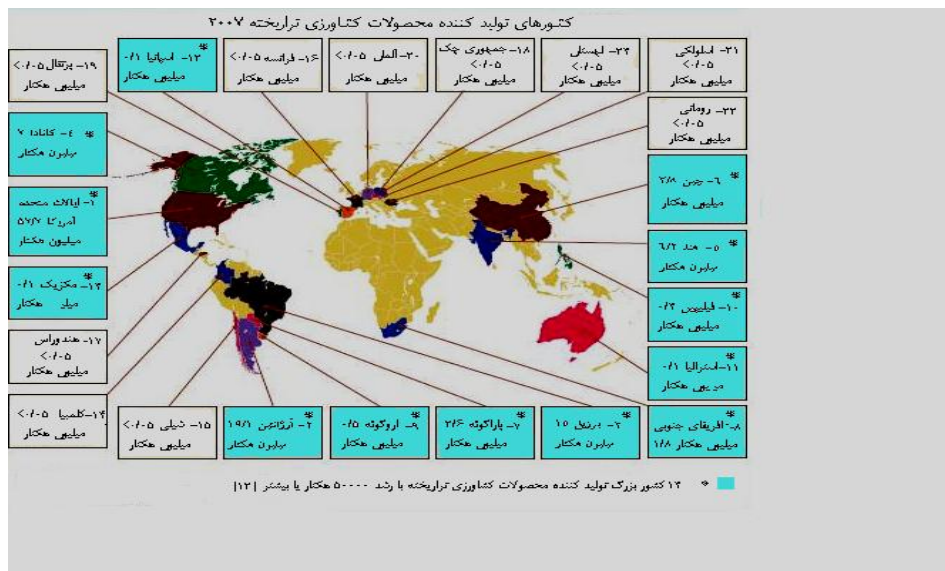 کشورهای تولید کننده محصولات کشاورزی تراریخته ۲۰۰۷
۲۱- اسلواکی
<۰/۰۵
میلیون هکتار
۲۳- لهستان
<۰/۰۵
میلیون هکتار
۱۸- جمهوری چک
<۰/۰۵
میلیون هکتار
۲۰- آلمان <۰/۰۵
میلیون هکتار
۱۶- فرانسه <۰/۰۵
میلیون هکتار
*
۱۲- اسپانیا ۰/۱
میلیون هکتار
۱۹- پرتقال <۰/۰۵
میلیون هکتار
۲۲- رومانی
<۰/۰۵
میلیون هکتار
* ۴- کانادا ۷
میلیون هکتار
*
۶- چین ۳/۸
میلیون هکتار
*
۱- ایالات متحده
آمریکا ۵۷/۷
میلیون هکتار
*
۵- هند ۶/۲
میلیون هکتار
*
۱۳- مکزیک ۰/۱
هکتار
*
۱۰- فیلیپین ۰/۳
میلیون هکتار
۱۷- هندوراس
<۰/۰۵
میلیون هکتار
*
۱۱- استرالیا ۰/۱
میلیون هکتار
۱۴- کلمبیا <۰/۰۵
میلیون هکتار
۱۵- شیلی <۰/۰۵
میلیون هکتار
*
۲- آرژانتین ۱۹/۱
میلیون هکتار
*
۹- اروگوئه ۰/۵
میلیون هکتار
*
۷- پاراگوئه ۲/۶
میلیون هکتار
*
۳- برزیل ۱۵
میلیون هکتار
*
۸- افریقای جنوبی
میلیون هکتار ۱/۸
* ۱۳ کشور بزرگ تولید کننده محصولات کشاورزی تراریخته با رشد ۵۰۰۰۰ هکتار یا بیشتر [۱۳]